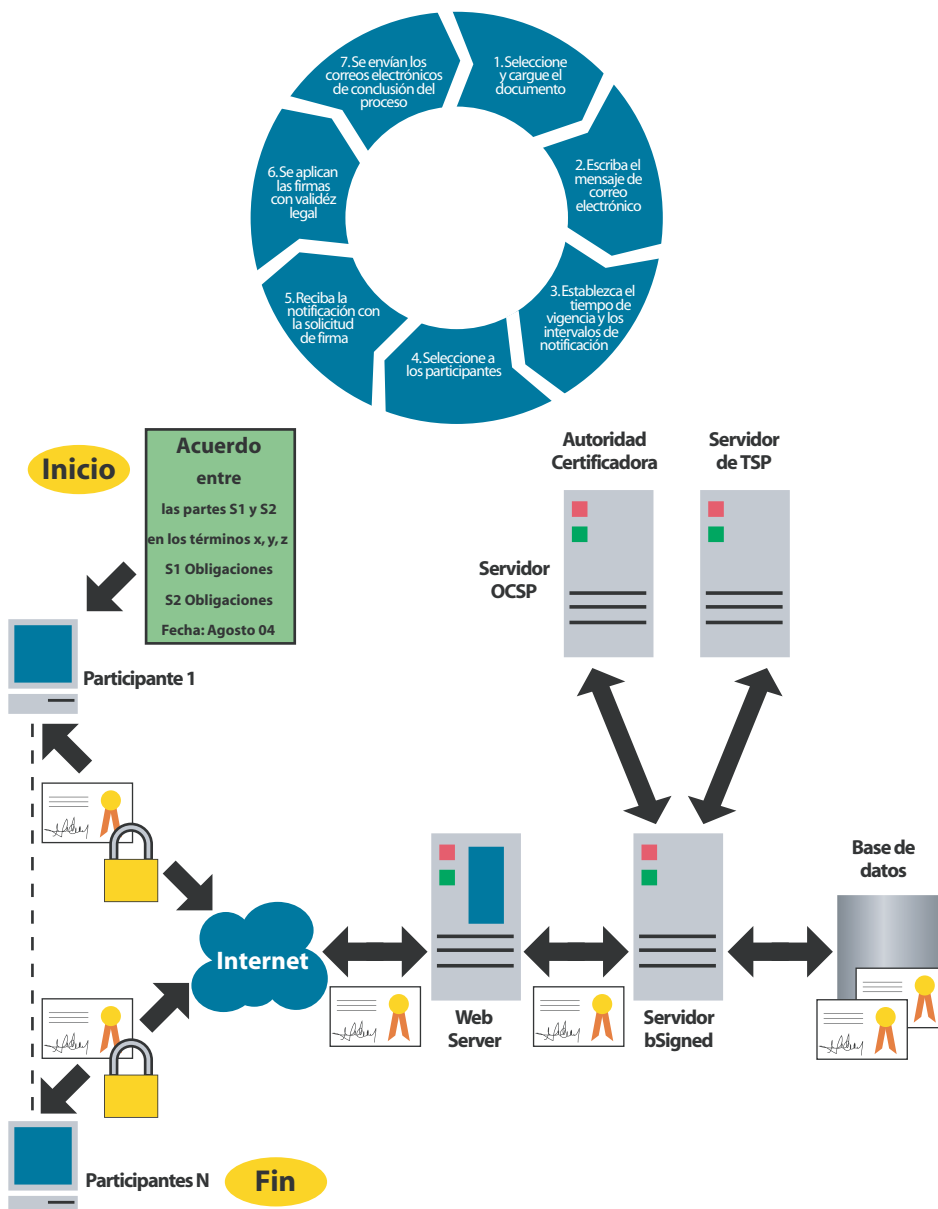 1. Seleccione
y cargue el
documento
2. Escriba el
mensaje de
correo
electrónico
3. Establezca el
tiempo de
vigencia y los
intervalos de
notificación
4. Seleccione a
los participantes
5. Reciba la
notificación con
la solicitud
de firma
6. Se aplican
las firmas
con validéz
legal
7. Se envían los
correos electrónicos
de conclusión del
proceso
Inicio
Acuerdo
entre
las partes S1 y S2
en los términos x, y, z
S1 Obligaciones
S2 Obligaciones
Fecha: Agosto 04
Participante 1
Autoridad
Certificadora
Servidor
de TSP
Servidor
OCSP
Internet
Web
Server
Servidor
bSigned
Base de
datos
Participantes N
Fin